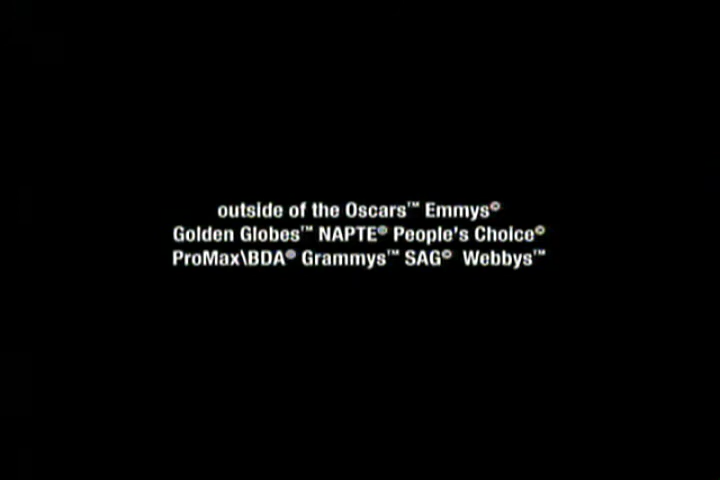 outside of the Oscars™ Emmys©
Golden Globes™ NAPTE® People's Choice©
ProMax\BDA® Grammys™ SAG© Webbys™